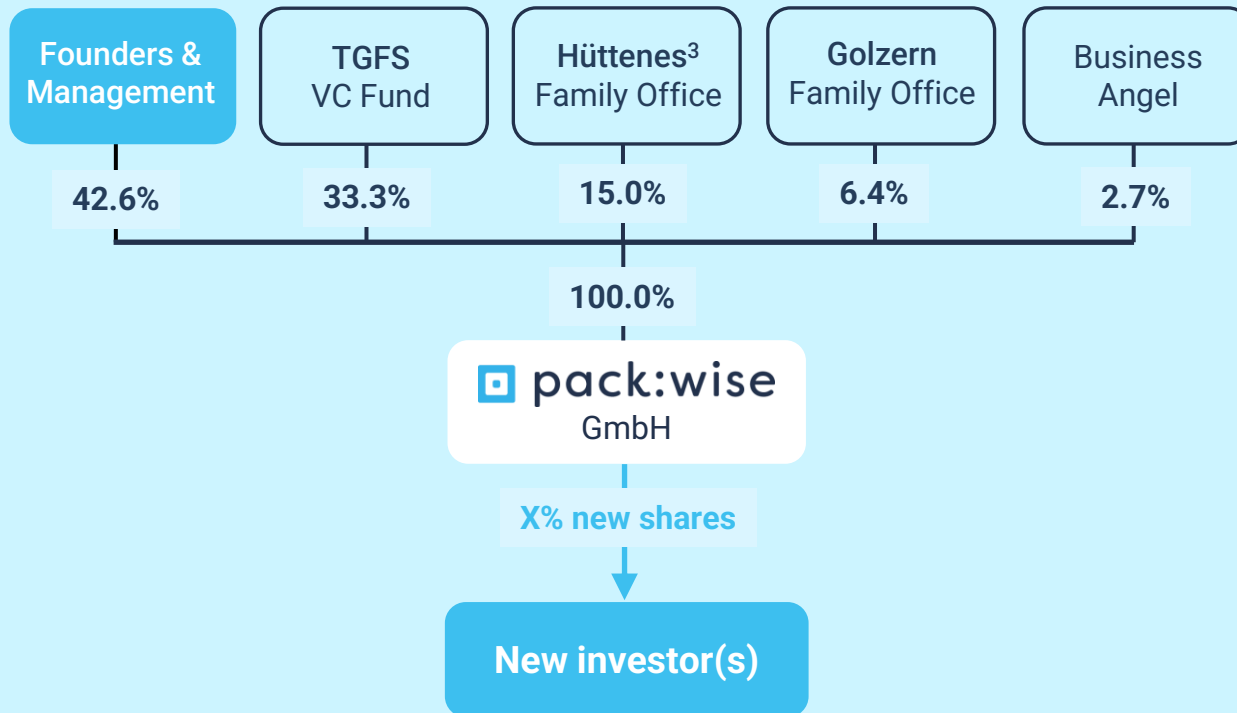 Founders &
Management
TGFS
VC Fund
Hüttenes³
Family Office
Golzern
Family Office
Business
Angel
42.6%
33.3%
15.0%
6.4%
2.7%
100.0%
pack:wise
GmbH
X% new shares
New investor(s)